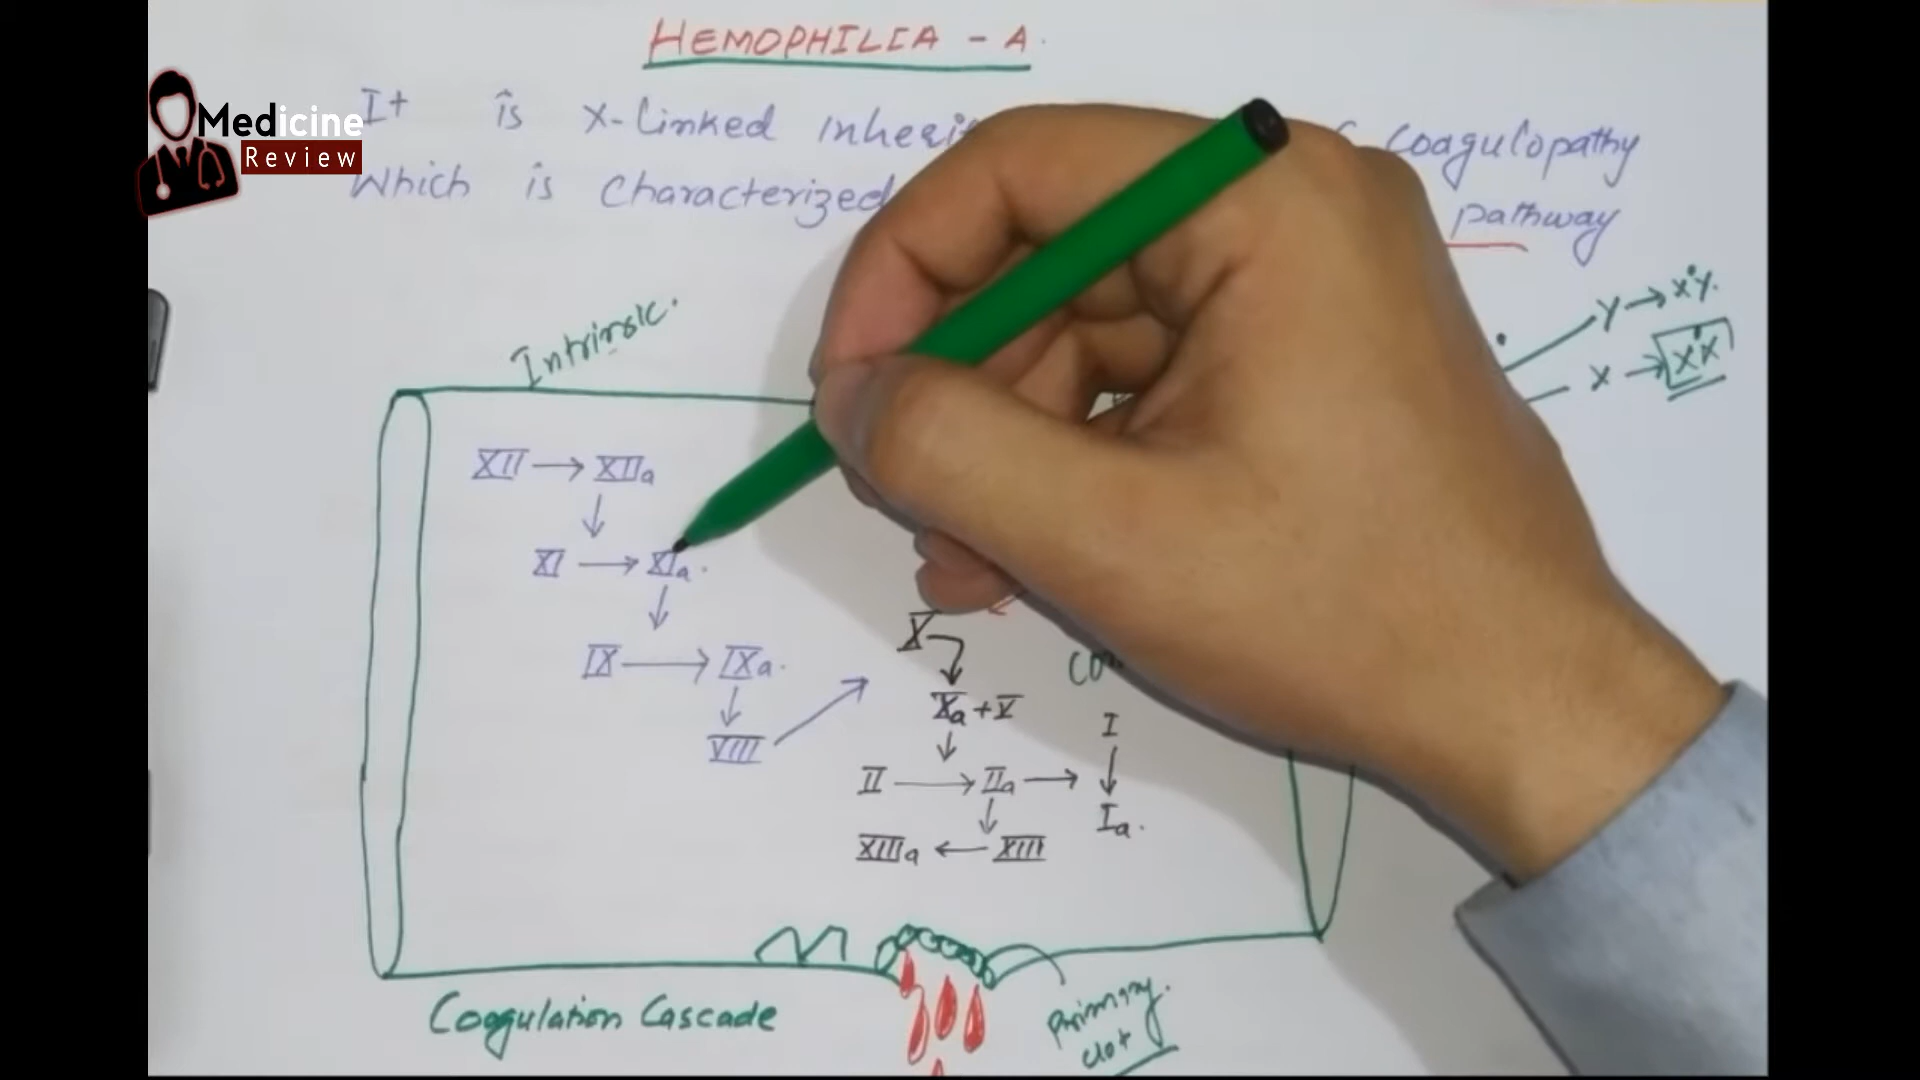 HEMOPHILIA - A.
Medicine
Review
It is X-Linked Coagulopathy
Which is Characterized pathway
Intrinsic.
Y → XY.
X → XX
XII → XIIa
XI → XIa.
IX → IXa.
VIII
X
Xa + V
II → IIa →
XIIIa ← XIII
I
Ia.
Coagulation Cascade
Primary.
clot